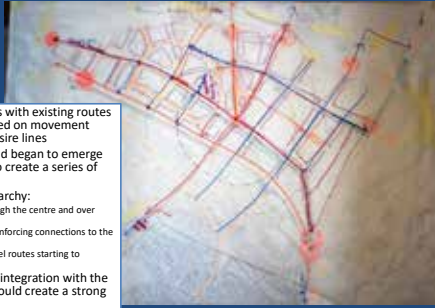 s with existing routes
ed on movement
sire lines
d began to emerge
o create a series of
archy:
gh the centre and over
nforcing connections to the
el routes starting to
integration with the
ould create a strong